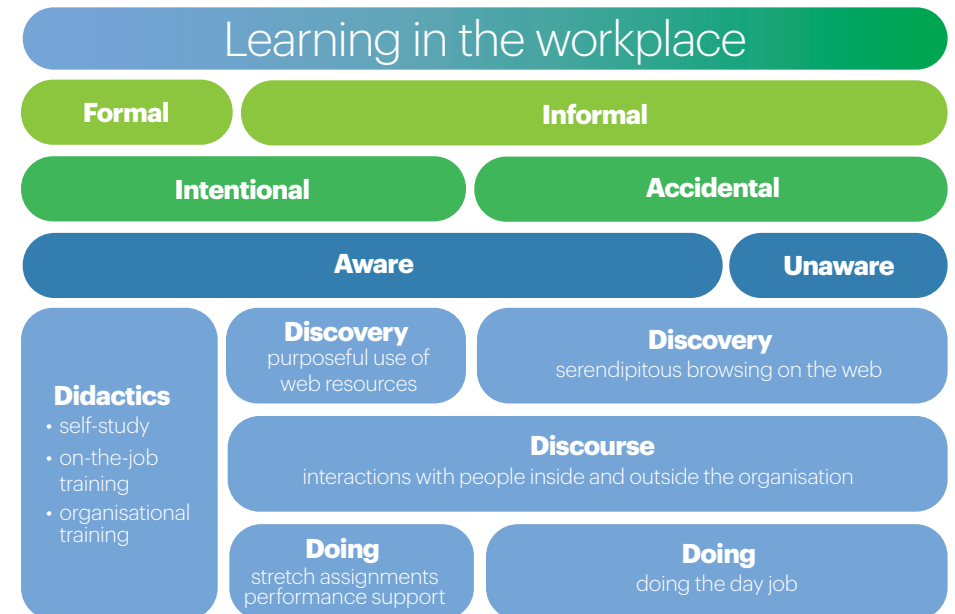 Learning in the workplace
Formal
Informal
Intentional
Accidental
Aware
Unaware
Didactics
• self-study
• on-the-job
training
• organisational
training
Discovery
purposeful use of
web resources
Discovery
serendipitous browsing on the web
Discourse
interactions with people inside and outside the organisation
Doing
stretch assignments
performance support
Doing
doing the day job